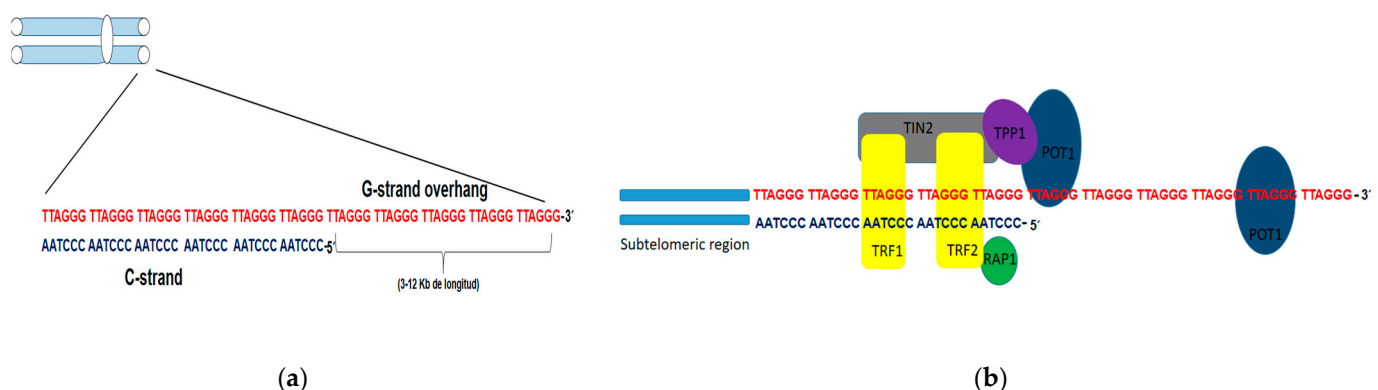 G-strand overhang
TTAGGG TTAGGG TTAGGG TTAGGG TTAGGG TTAGGG TTAGGG TTAGGG TTAGGG TTAGGG TTAGGG-3´
AATCCC AATCCC AATCCC AATCCC AATCCC AATCCC-5´
C-strand
(3-12 Kb de longitud)
(a)
TIN2
TPP1
POT1
TTAGGG TTAGGG TTAGGG TTAGGG TTAGGG TTAGGG TTAGGG TTAGGG TTAGGG TTAGGG TTAGGG-3´
AATCCC AATCCC AATCCC AATCCC AATCCC- 5´
Subtelomeric region
TRF1
TRF2
RAP1
POT1
(b)